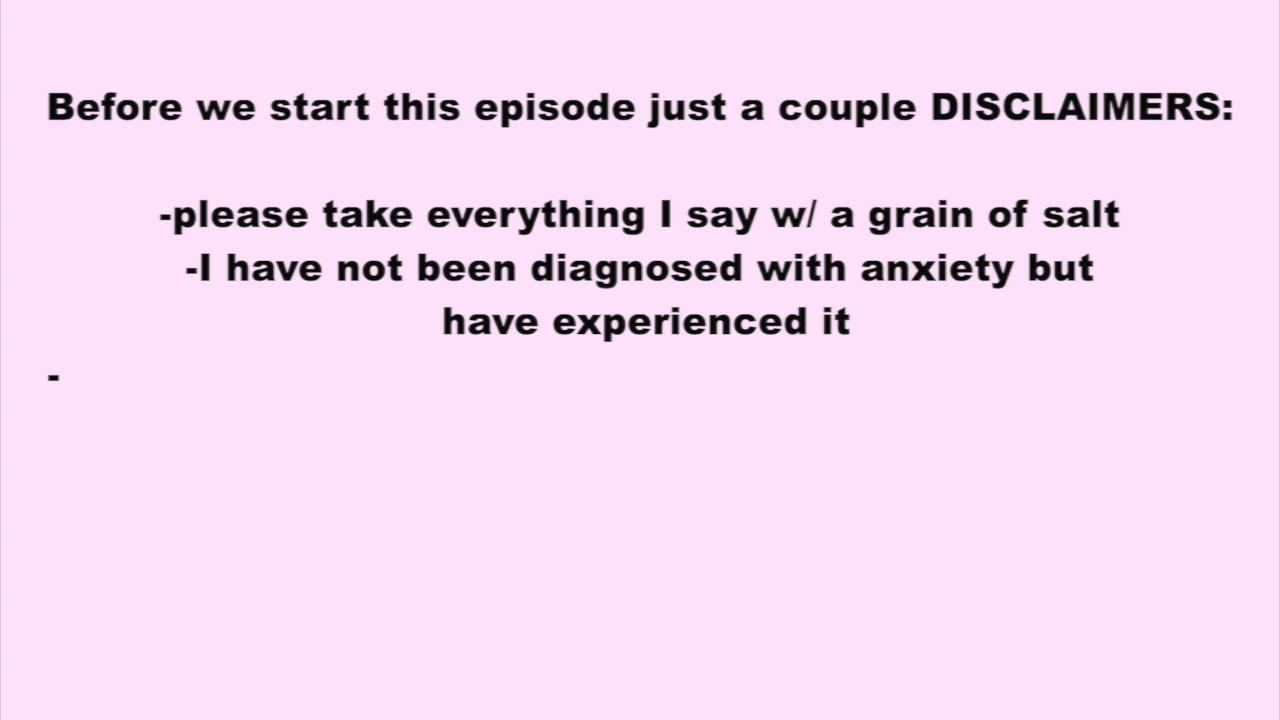 Before we start this episode just a couple DISCLAIMERS:
-please take everything I say w/ a grain of salt
-I have not been diagnosed with anxiety but
have experienced it
-